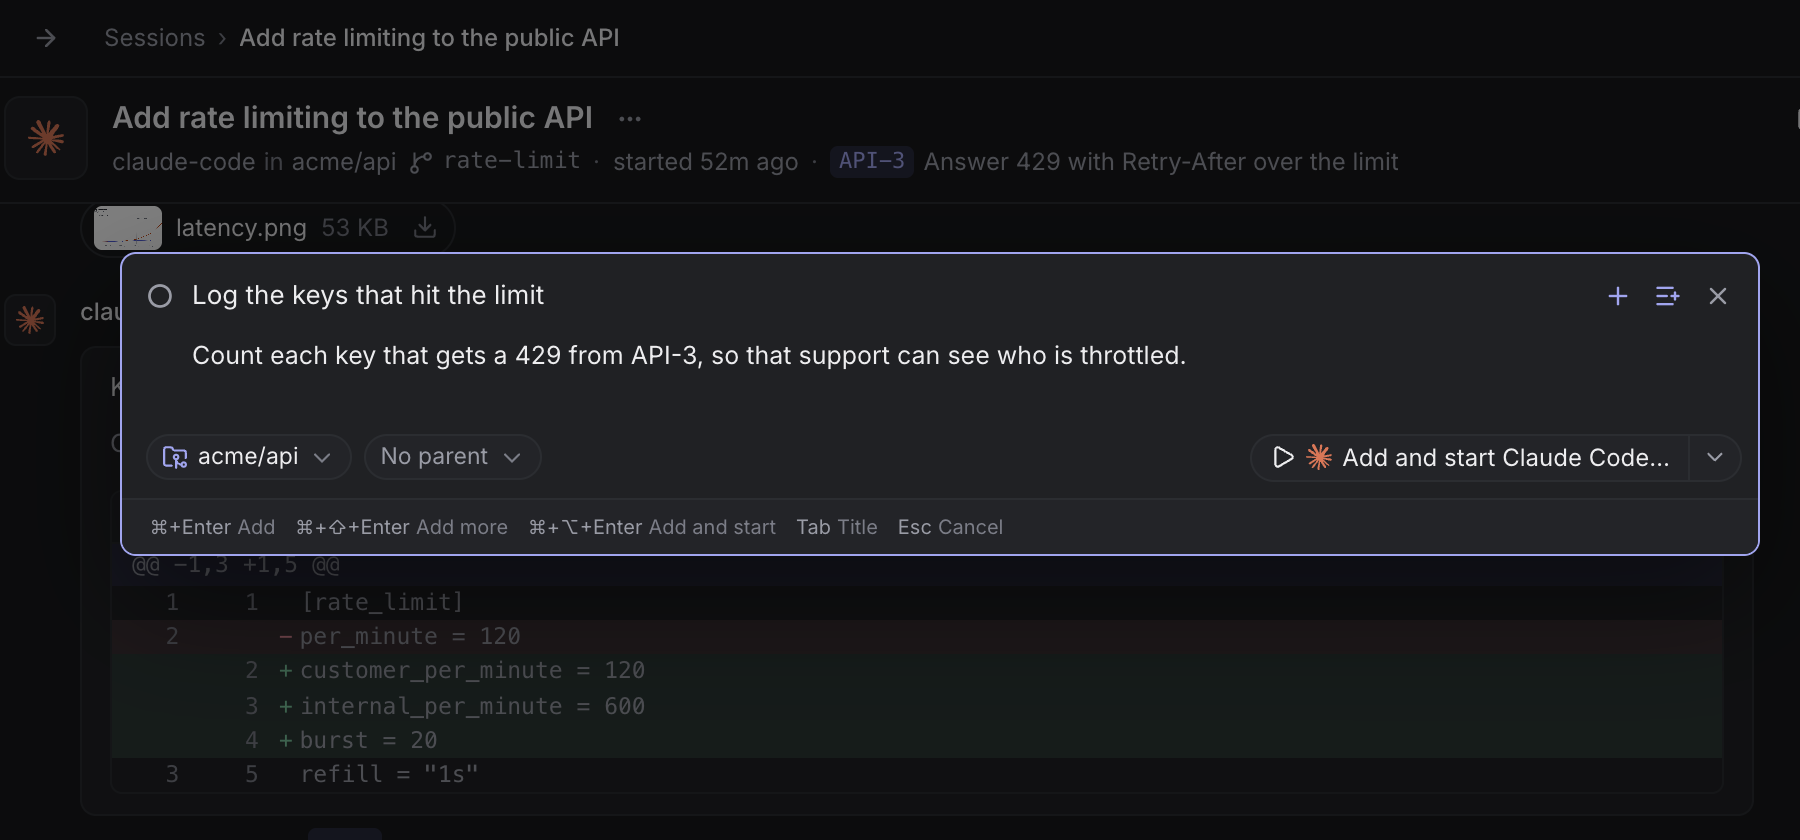 Sessions › Add rate limiting to the public API
Add rate limiting to the public API ...
claude-code in acme/api rate-limit · started 52m ago · API-3 Answer 429 with Retry-After over the limit
latency.png 53 KB
Log the keys that hit the limit
Count each key that gets a 429 from API-3, so that support can see who is throttled.
acme/api No parent Add and start Claude Code...
⌘+Enter Add ⌘+⇧+Enter Add more ⌘+⌥+Enter Add and start Tab Title Esc Cancel
@@ -1,3 +1,5 @@
1 1 [rate_limit]
2 - per_minute = 120
2 + customer_per_minute = 120
3 + internal_per_minute = 600
4 + burst = 20
3 5 refill = "1s"